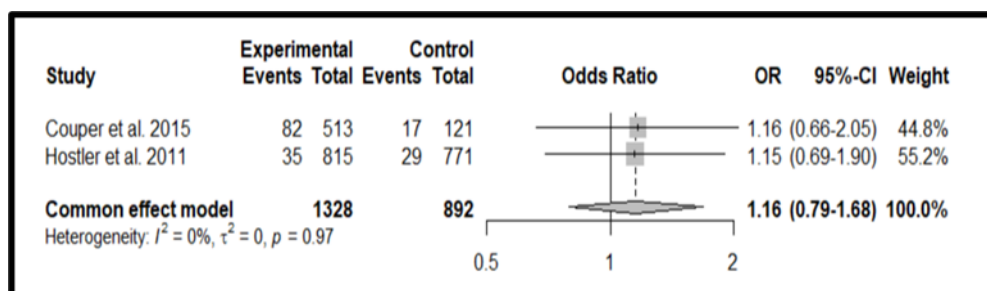 Experimental Control
Study Events Total Events Total Odds Ratio OR 95%-CI Weight
Couper et al. 2015 82 513 17 121 1.16 (0.66-2.05) 44.8%
Hostler et al. 2011 35 815 29 771 1.15 (0.69-1.90) 55.2%
Common effect model 1328 892 1.16 (0.79-1.68) 100.0%
Heterogeneity: I² = 0%, τ² = 0, p = 0.97
0.5 1 2